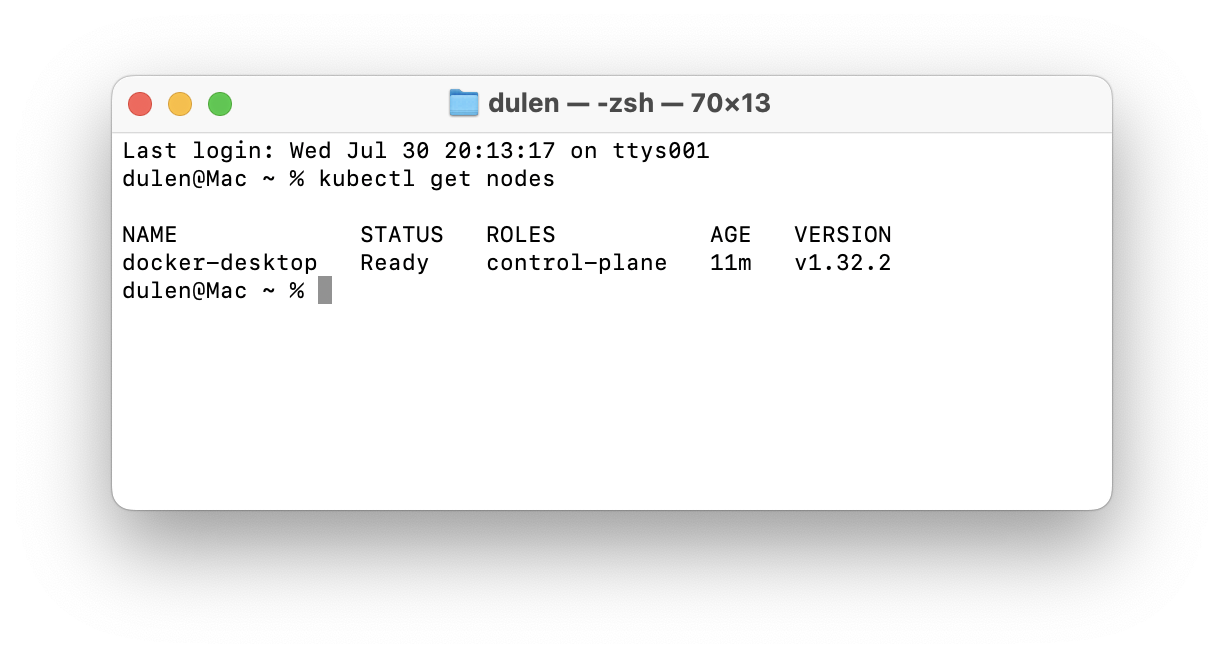 dulen — -zsh — 70×13
Last login: Wed Jul 30 20:13:17 on ttys001
dulen@Mac ~ % kubectl get nodes
NAME             STATUS   ROLES           AGE   VERSION
docker-desktop   Ready    control-plane   11m   v1.32.2
dulen@Mac ~ %